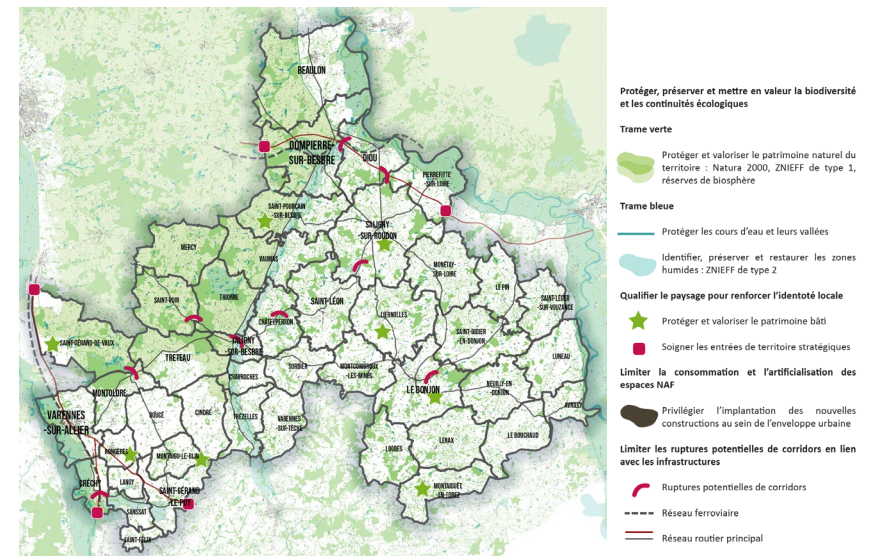 BEAULON
DOMPIERRE-
SUR-BESBRE
DIOU
PIERREFITTE
-SUR-LOIRE
SAINT-POURÇAIN
-SUR-BESBRE
SALIGNY
-SUR-ROUDON
MERCY
VAUMAS
MONÉTAY
-SUR-LOIRE
LE PIN
SAINT-VOIR
THIONNE
SAINT-LÉON
SAINT-LÉGER
-SUR-VOUZANCE
CHÂTELPERRON
LIERNOLLES
SAINT-DIDIER
-EN-DONJON
SAINT-GÉRAND-DE-VAUX
-SUR-BESBRE
TRETEAU
LUNEAU
SORBIER
MONTCOMBROUX
-LES-MINES
CHAVROCHES
LE DONJON
NEUILLY-EN
-DONJON
MONTOLDRE
AVRILLY
VARENNES
-SUR-ALLIER
BOUCÉ
CINDRÉ
TRÉZELLES
VARENNES
-SUR-TÈCHE
LE BOUCHAUD
LENAX
LODDES
RONGÈRES
MONTAIGU-LE-BLIN
CRÉCHY
LANGY
SAINT-GÉRAND
-LE-PUY
MONTAIGUËT
-EN-FOREZ
SANSSAT
SAINT-FÉLIX
Protéger, préserver et mettre en valeur la biodiversité
et les continuités écologiques
Trame verte
Protéger et valoriser le patrimoine naturel du
territoire : Natura 2000, ZNIEFF de type 1,
réserves de biosphère
Trame bleue
Protéger les cours d'eau et leurs vallées
Identifier, préserver et restaurer les zones
humides : ZNIEFF de type 2
Qualifier le paysage pour renforcer l'identoté locale
Protéger et valoriser le patrimoine bâti
Soigner les entrées de territoire stratégiques
Limiter la consommation et l'artificialisation des
espaces NAF
Privilégier l'implantation des nouvelles
constructions au sein de l'enveloppe urbaine
Limiter les ruptures potentielles de corridors en lien
avec les infrastructures
Ruptures potentielles de corridors
Réseau ferroviaire
Réseau routier principal